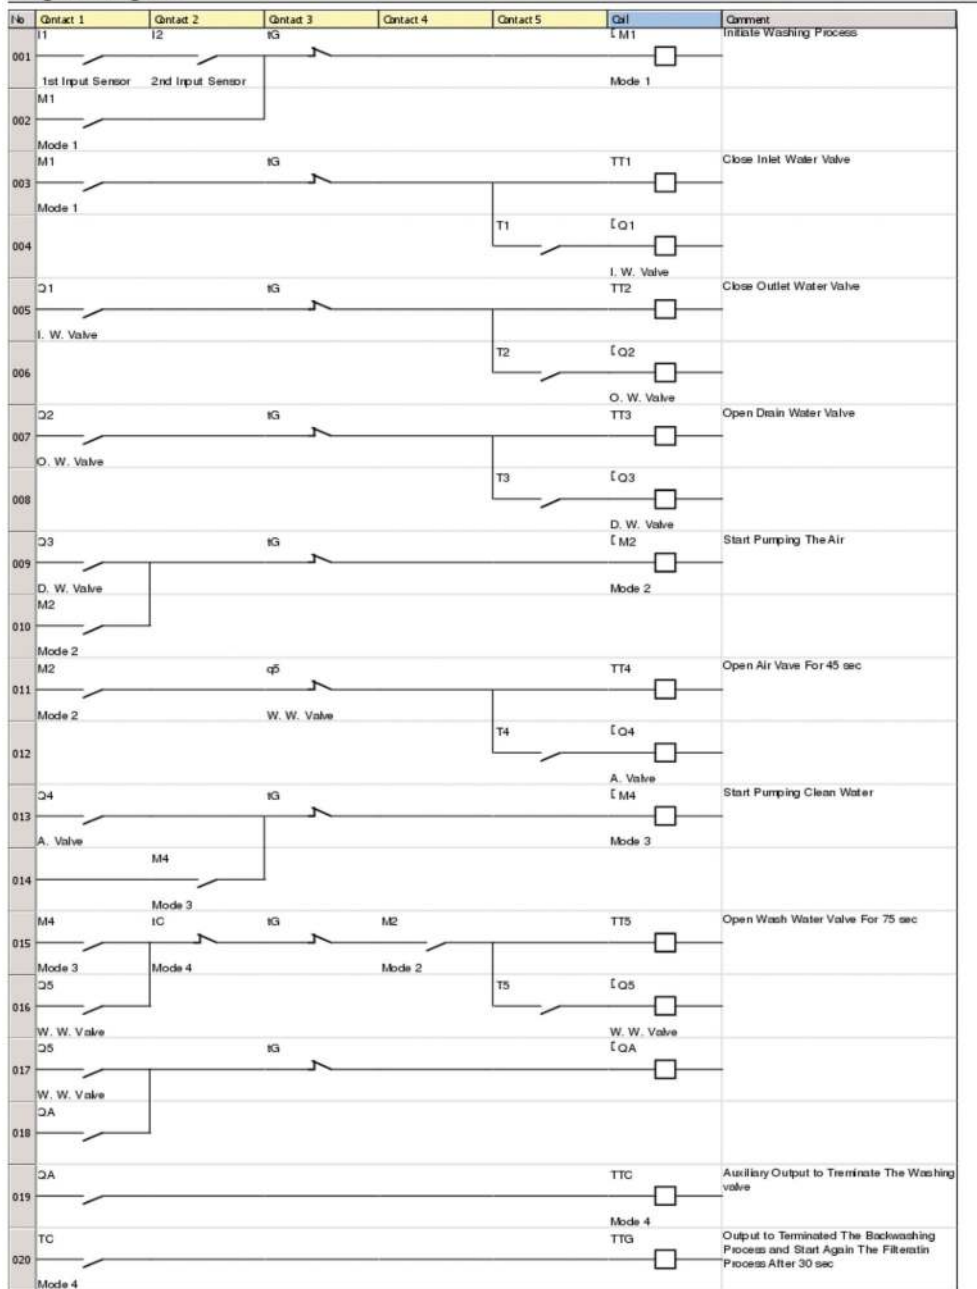 No Contact 1 Contact 2 Contact 3 Contact 4 Contact 5 Coil Comment
I1 I2 tG [ M1 Initiate Washing Process
001
1st Input Sensor 2nd Input Sensor Mode 1
M1
002
Mode 1
M1 tG TT1 Close Inlet Water Valve
003
Mode 1
T1 [ Q1
004
I. W. Valve
Q1 tG TT2 Close Outlet Water Valve
005
I. W. Valve
T2 [ Q2
006
O. W. Valve
Q2 tG TT3 Open Drain Water Valve
007
O. W. Valve
T3 [ Q3
008
D. W. Valve
Q3 tG [ M2 Start Pumping The Air
009
D. W. Valve Mode 2
M2
010
Mode 2
M2 q5 TT4 Open Air Vave For 45 sec
011
Mode 2 W. W. Valve
T4 [ Q4
012
A. Valve
Q4 tG [ M4 Start Pumping Clean Water
013
A. Valve Mode 3
M4
014
Mode 3
M4 tC tG M2 TT5 Open Wash Water Valve For 75 sec
015
Mode 3 Mode 4 Mode 2
Q5 T5 [ Q5
016
W. W. Valve W. W. Valve
Q5 tG [ QA
017
W. W. Valve
QA
018
QA TTC Auxiliary Output to Treminate The Washing
valve
019
Mode 4
TC TTG Output to Terminated The Backwashing
Process and Start Again The Filteratin
020
Process After 30 sec
Mode 4